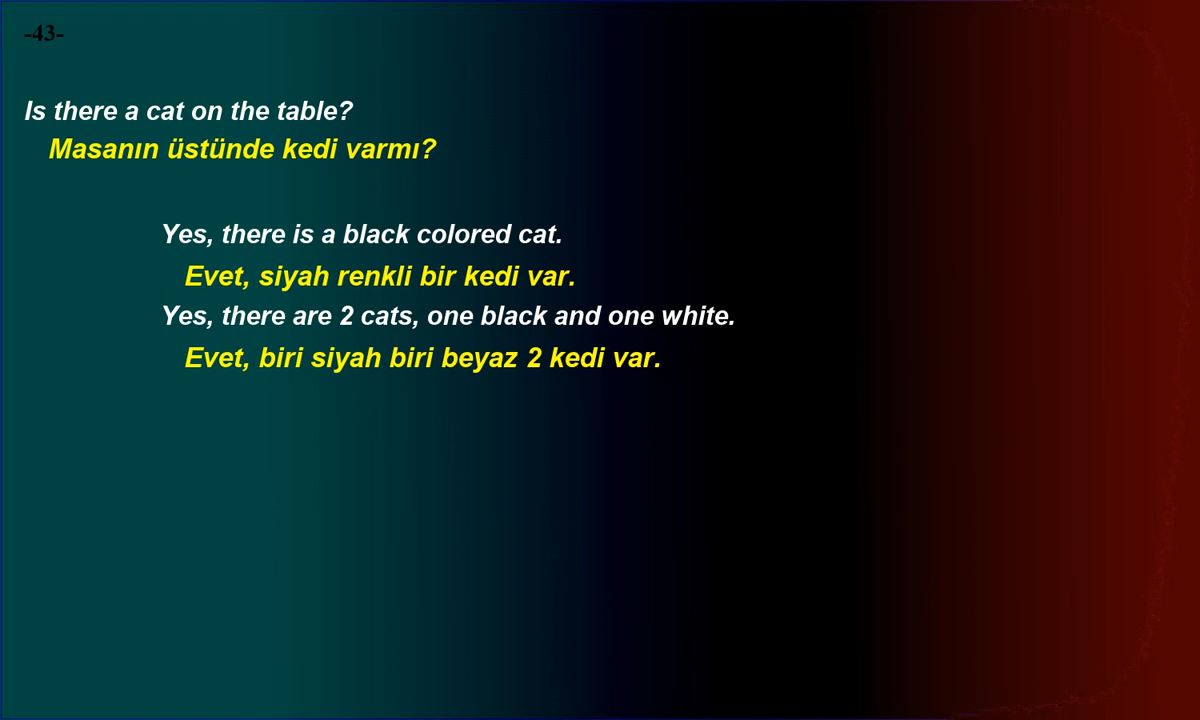 -43-
Is there a cat on the table?
Masanın üstünde kedi varmı?
Yes, there is a black colored cat.
Evet, siyah renkli bir kedi var.
Yes, there are 2 cats, one black and one white.
Evet, biri siyah biri beyaz 2 kedi var.